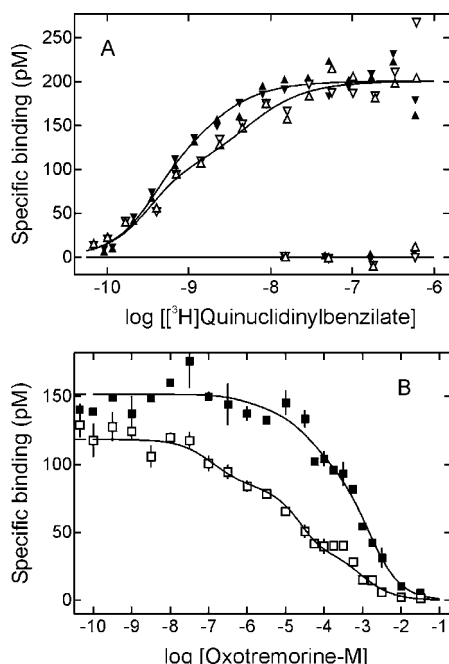 A
Specific binding (pM)
250
200
150
100
50
0
-10 -9 -8 -7 -6
log [[³H]Quinuclidinylbenzilate]
B
Specific binding (pM)
150
100
50
0
-10 -9 -8 -7 -6 -5 -4 -3 -2 -1
log [Oxotremorine-M]